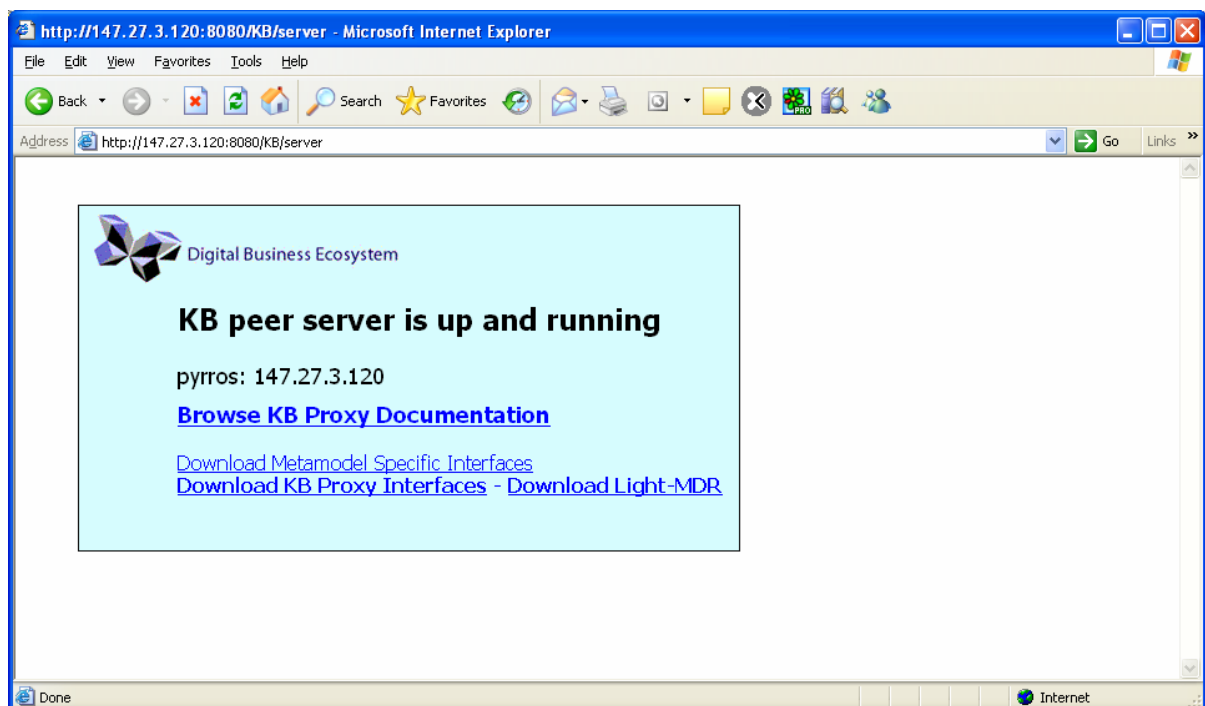 http://147.27.3.120:8080/KB/server - Microsoft Internet Explorer
File Edit View Favorites Tools Help
Back Search Favorites PRO
Address http://147.27.3.120:8080/KB/server Go Links »
Digital Business Ecosystem
KB peer server is up and running
pyrros: 147.27.3.120
Browse KB Proxy Documentation
Download Metamodel Specific Interfaces
Download KB Proxy Interfaces - Download Light-MDR
Done Internet